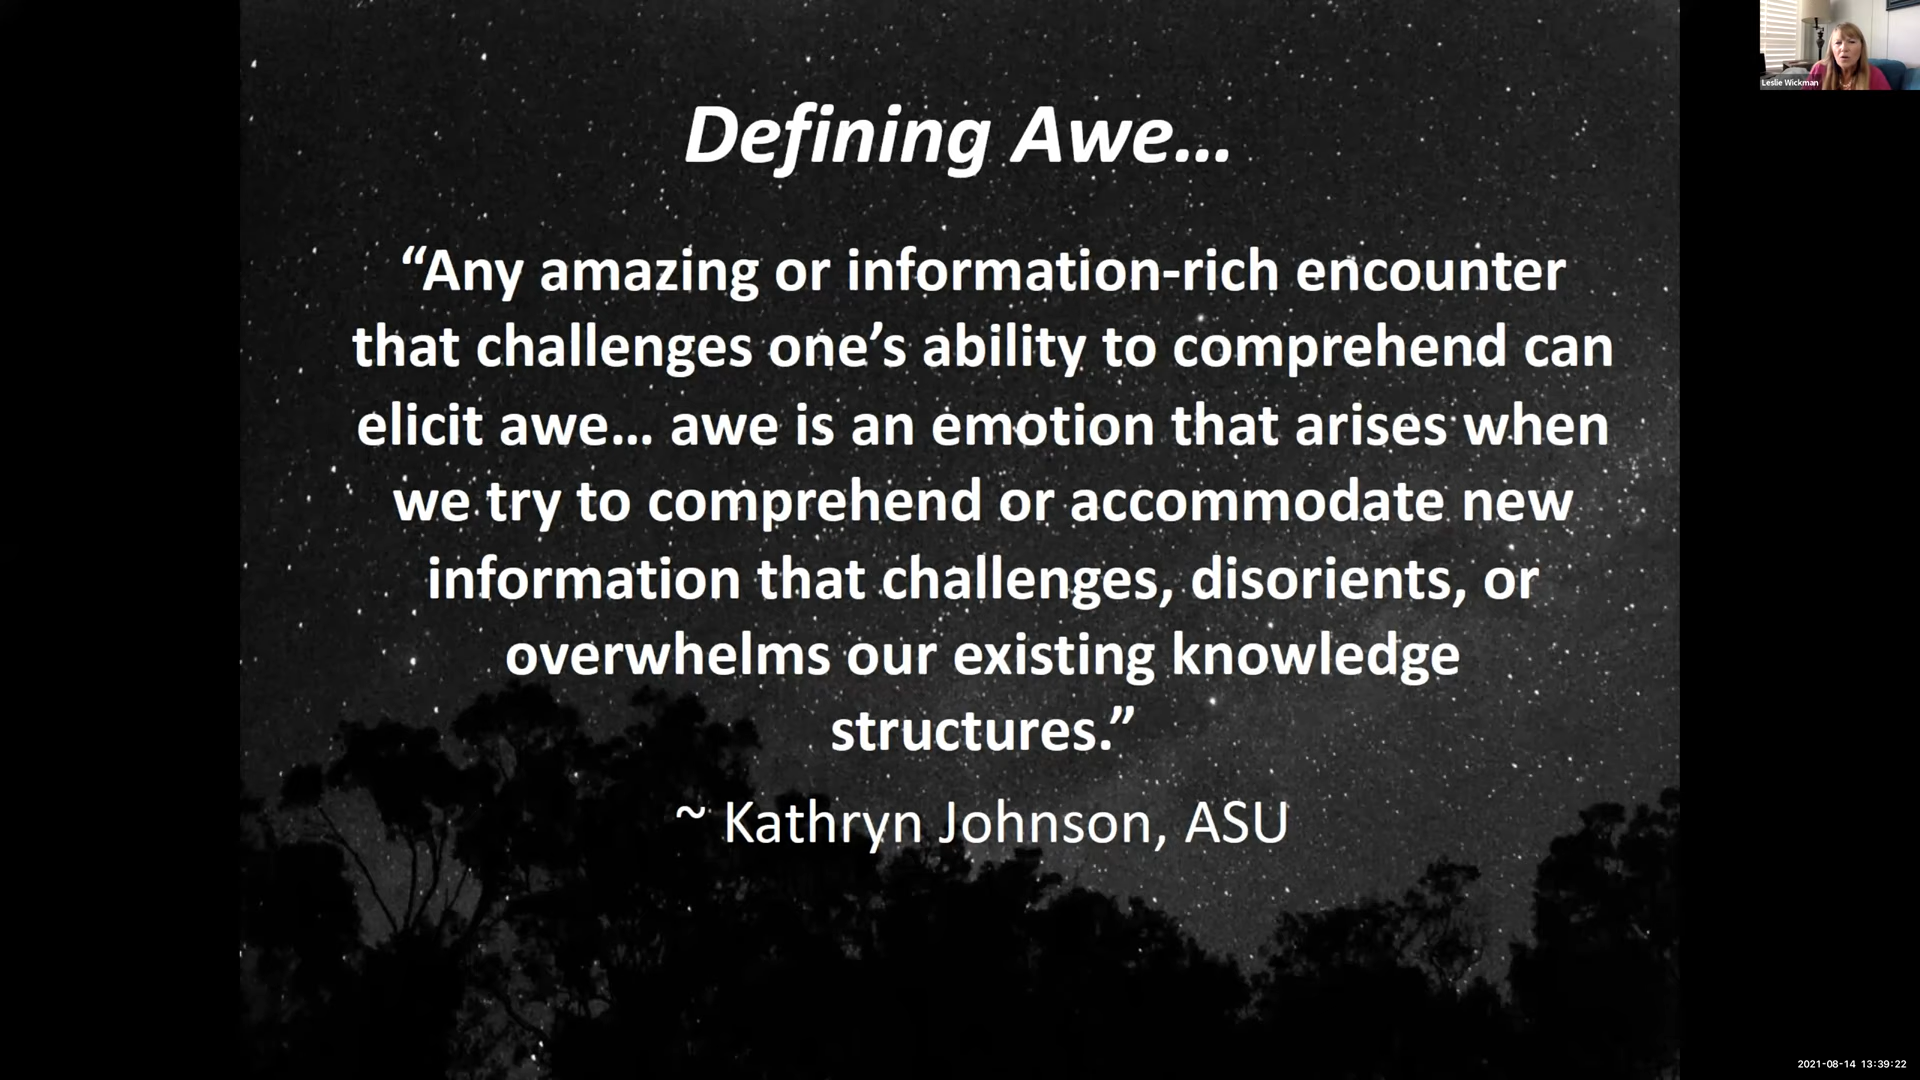 Leslie Wickman
Defining Awe…
“Any amazing or information-rich encounter
that challenges one’s ability to comprehend can
elicit awe… awe is an emotion that arises when
we try to comprehend or accommodate new
information that challenges, disorients, or
overwhelms our existing knowledge
structures.”
~ Kathryn Johnson, ASU
2021-08-14 13:39:22